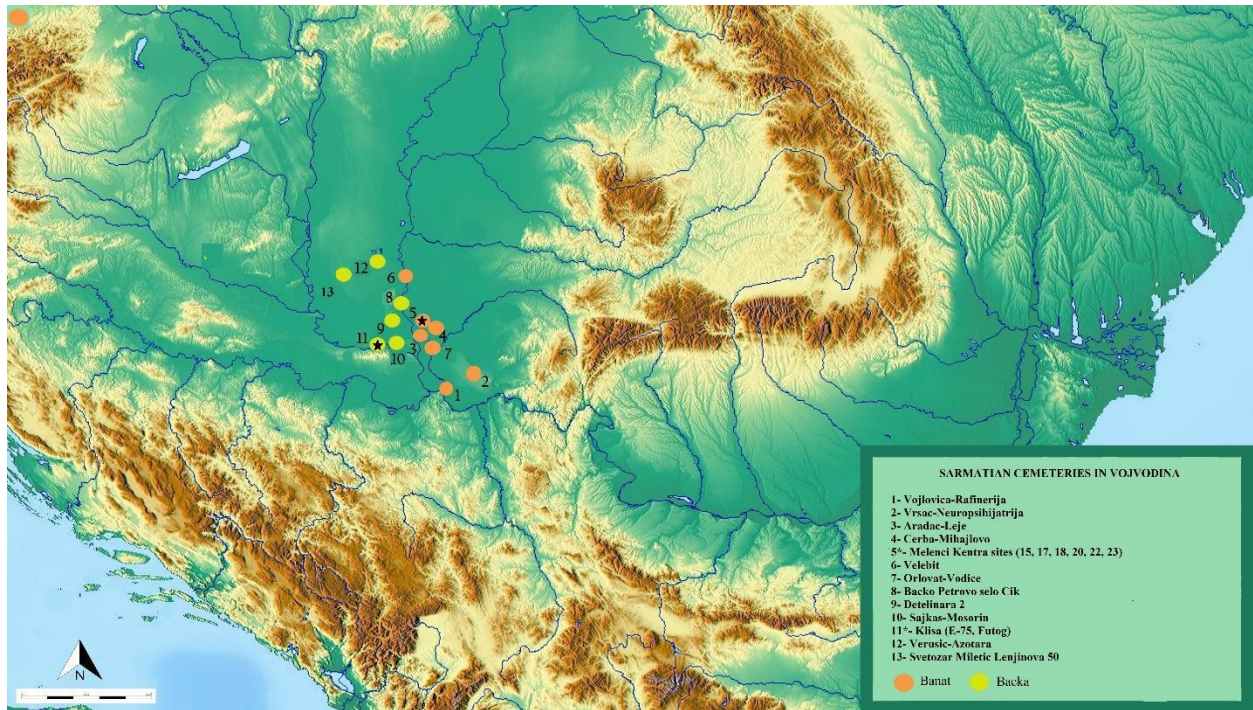 12
13
6
8
5
4
9
3
11
10
7
2
1
N
SARMATIAN CEMETERIES IN VOJVODINA
1- Vojlovica-Rafinerija
2- Vrsac-Neuropsihijatrija
3- Aradac-Leje
4- Cerba-Mihajlovo
5*- Melenci Kentra sites (15, 17, 18, 20, 22, 23)
6- Velebit
7- Orlovat-Vodice
8- Backo Petrovo selo Cik
9- Detelinara 2
10- Sajkas-Mosorin
11*- Klisa (E-75, Futog)
12- Verusic-Azotara
13- Svetozar Miletic Lenjinova 50
Banat Backa